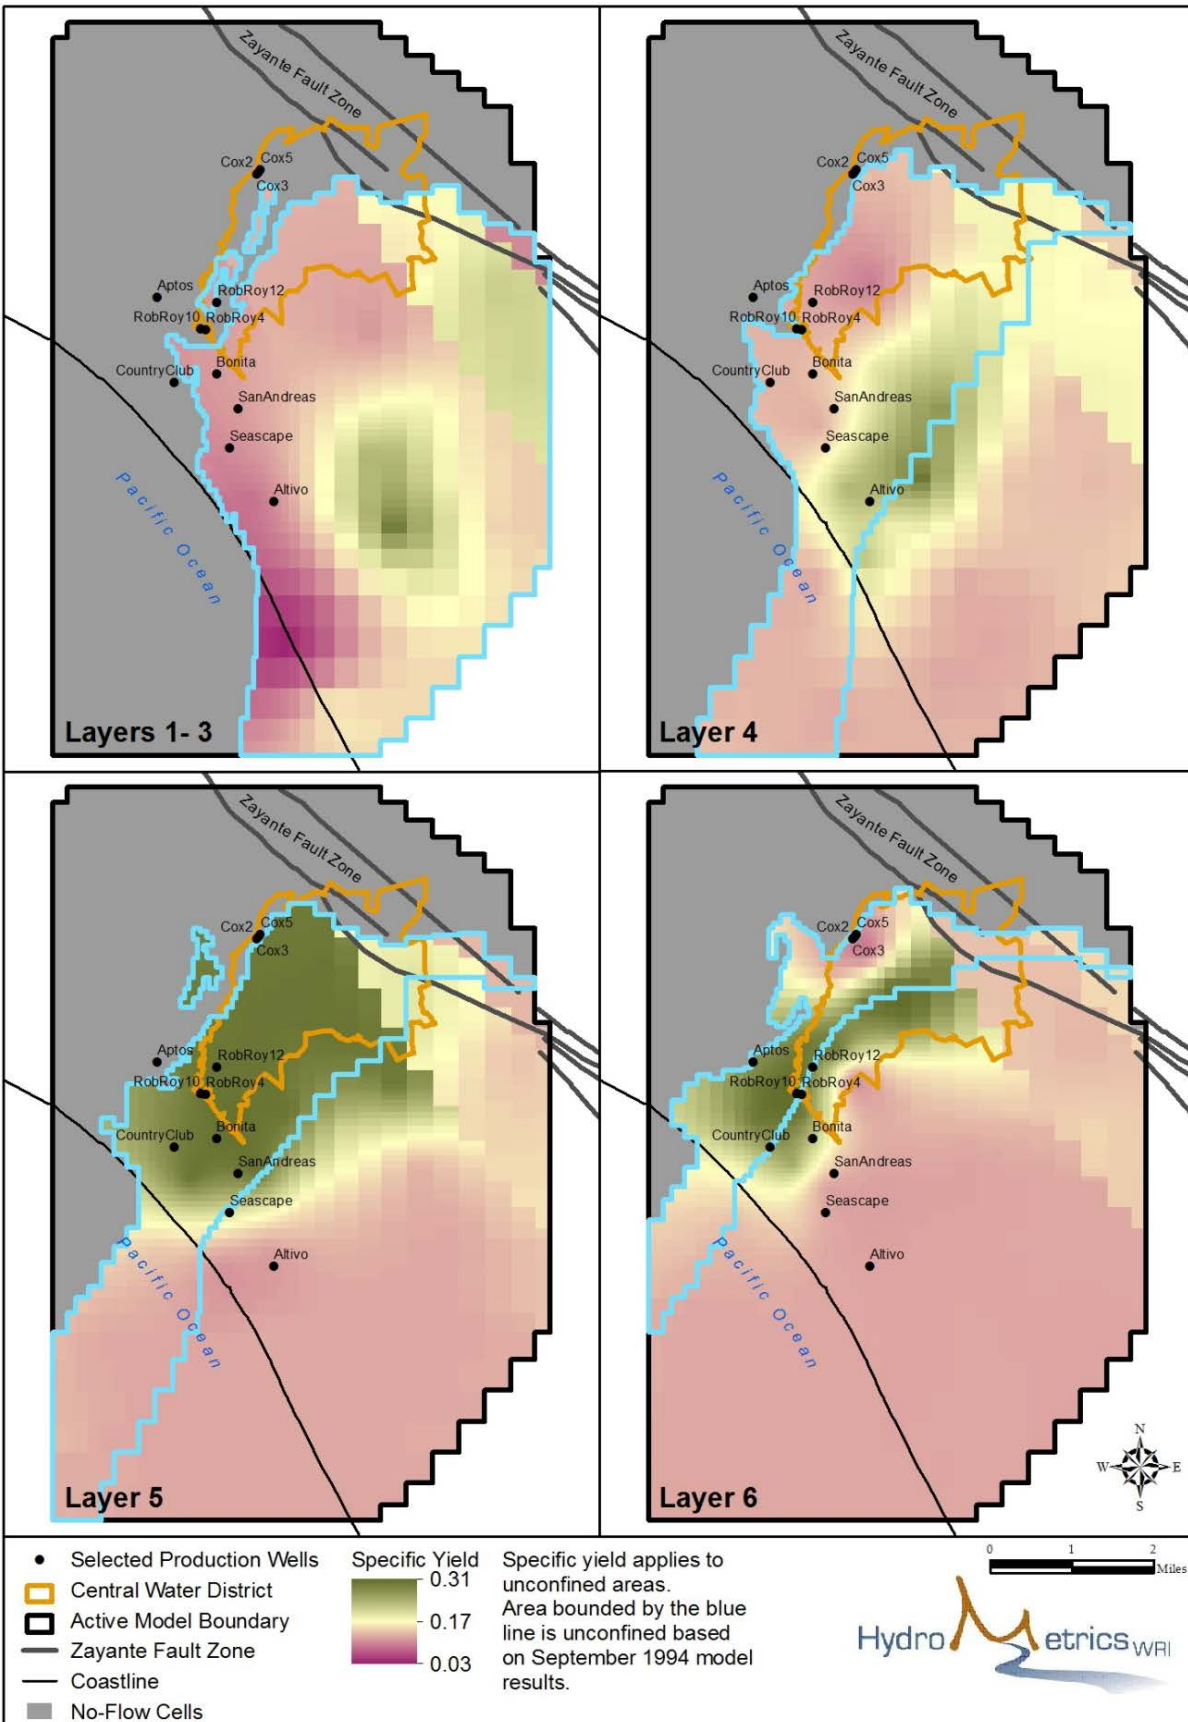 Zayante Fault Zone
Cox2
Cox5
Cox3
Aptos
RobRoy12
RobRoy10
RobRoy4
Bonita
CountryClub
SanAndreas
Seascape
Altivo
Pacific Ocean
Layers 1- 3
Zayante Fault Zone
Cox2
Cox5
Cox3
Aptos
RobRoy12
RobRoy10
RobRoy4
Bonita
CountryClub
SanAndreas
Seascape
Altivo
Pacific Ocean
Layer 4
Zayante Fault Zone
Cox2
Cox5
Cox3
Aptos
RobRoy12
RobRoy10
RobRoy4
Bonita
CountryClub
SanAndreas
Seascape
Altivo
Pacific Ocean
Layer 5
Zayante Fault Zone
Cox2
Cox5
Cox3
Aptos
RobRoy12
RobRoy10
RobRoy4
Bonita
CountryClub
SanAndreas
Seascape
Altivo
Pacific Ocean
N
W
E
S
Layer 6
Selected Production Wells
Central Water District
Active Model Boundary
Zayante Fault Zone
Coastline
No-Flow Cells
Specific Yield
0.31
0.17
0.03
Specific yield applies to
unconfined areas.
Area bounded by the blue
line is unconfined based
on September 1994 model
results.
0 1 2
Miles
Hydro Metrics WRI